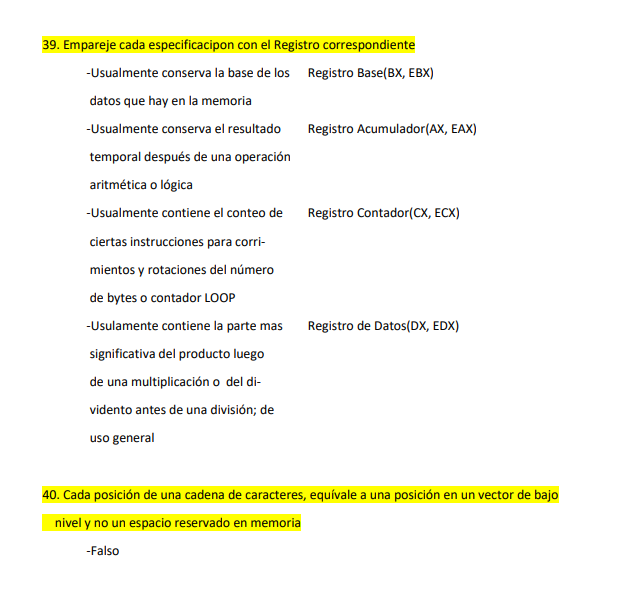 39. Empareje cada especificacipon con el Registro correspondiente
-Usualmente conserva la base de los Registro Base(BX, EBX)
datos que hay en la memoria
-Usualmente conserva el resultado Registro Acumulador(AX, EAX)
temporal después de una operación
aritmética o lógica
-Usualmente contiene el conteo de Registro Contador(CX, ECX)
ciertas instrucciones para corri-
mientos y rotaciones del número
de bytes o contador LOOP
-Usulamente contiene la parte mas Registro de Datos(DX, EDX)
significativa del producto luego
de una multiplicación o del di-
vidento antes de una división; de
uso general
40. Cada posición de una cadena de caracteres, equívale a una posición en un vector de bajo
nivel y no un espacio reservado en memoria
-Falso